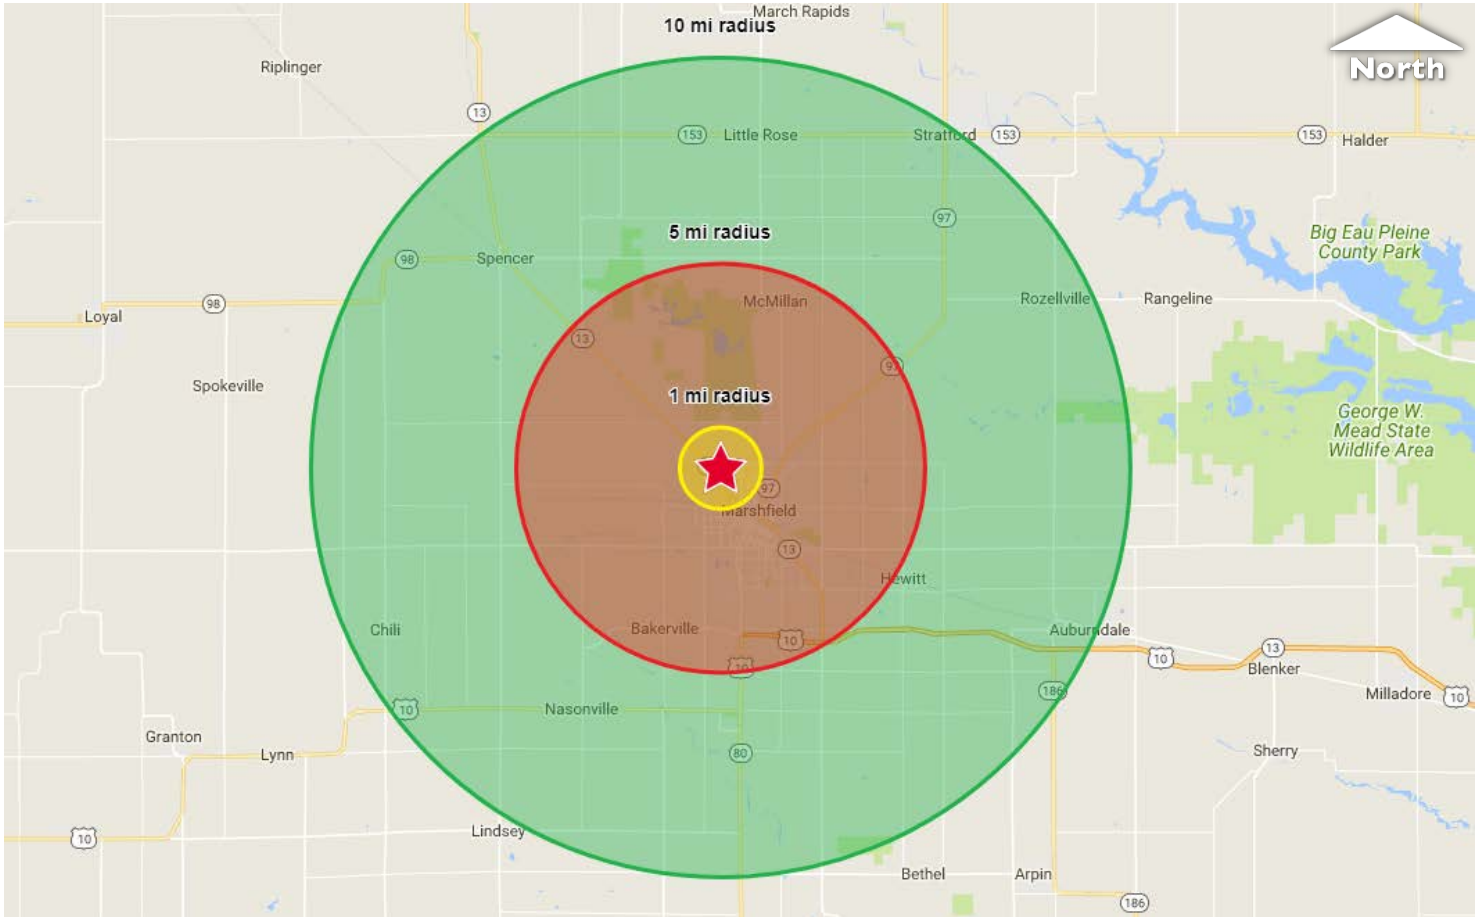 March Rapids
10 mi radius
Riplinger
North
13
153
Little Rose
Stratford
153
153
Halder
97
5 mi radius
Big Eau Pleine
County Park
98
Spencer
98
Loyal
McMillan
Rozellville
Rangeline
13
97
Spokeville
1 mi radius
George W.
Mead State
Wildlife Area
97
Marshfield
13
Hewitt
Chili
Bakerville
10
Auburndale
10
13
Blenker
10
186
Milladore
10
10
Nasonville
Granton
Lynn
80
Sherry
Lindsey
10
Bethel
Arpin
186